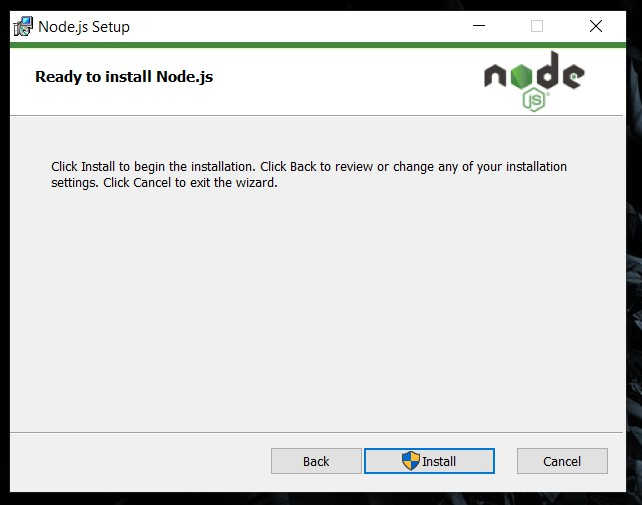 Node.js Setup
Ready to install Node.js
node
JS
Click Install to begin the installation. Click Back to review or change any of your installation
settings. Click Cancel to exit the wizard.
Back
Install
Cancel